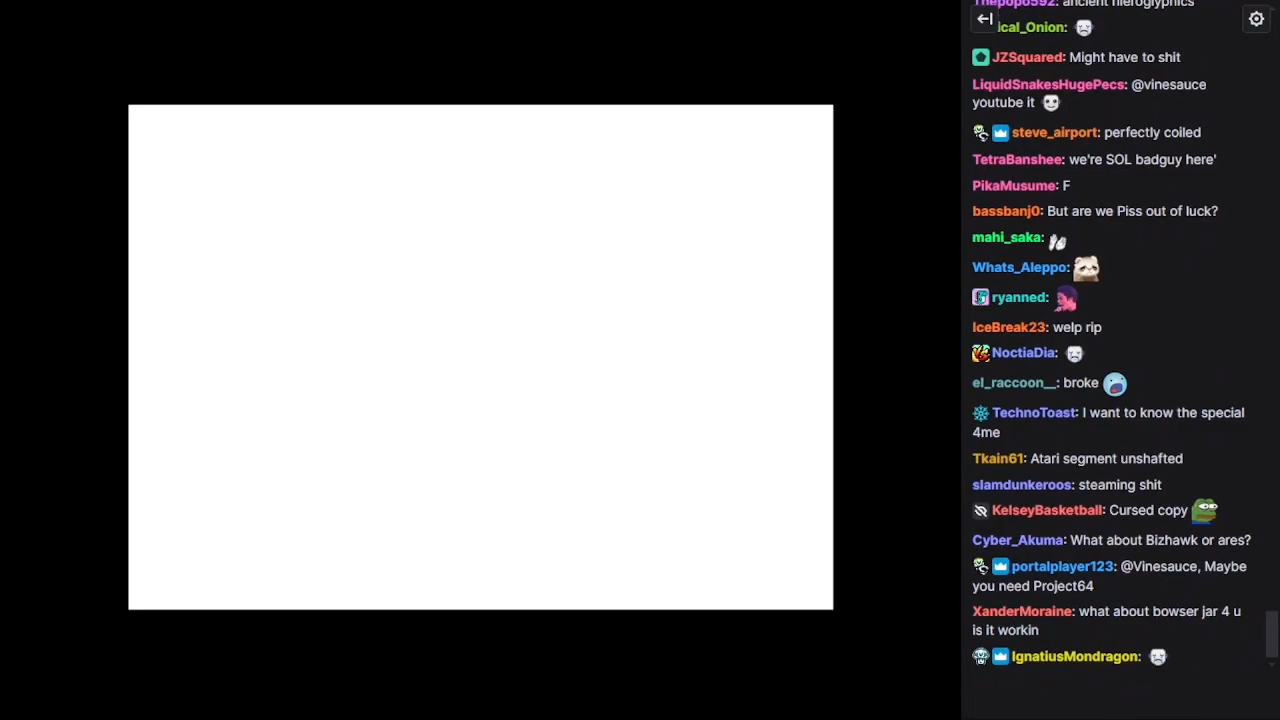 Thepopo592: ancient hieroglyphics
ical_Onion:
JZSquared: Might have to shit
LiquidSnakesHugePecs: @vinesauce
youtube it
steve_airport: perfectly coiled
TetraBanshee: we're SOL badguy here'
PikaMusume: F
bassbanj0: But are we Piss out of luck?
mahi_saka:
Whats_Aleppo:
ryanned:
IceBreak23: welp rip
NoctiaDia:
el_raccoon__: broke
TechnoToast: I want to know the special
4me
Tkain61: Atari segment unshafted
slamdunkeroos: steaming shit
KelseyBasketball: Cursed copy
Cyber_Akuma: What about Bizhawk or ares?
portalplayer123: @Vinesauce, Maybe
you need Project64
XanderMoraine: what about bowser jar 4 u
is it workin
IgnatiusMondragon: